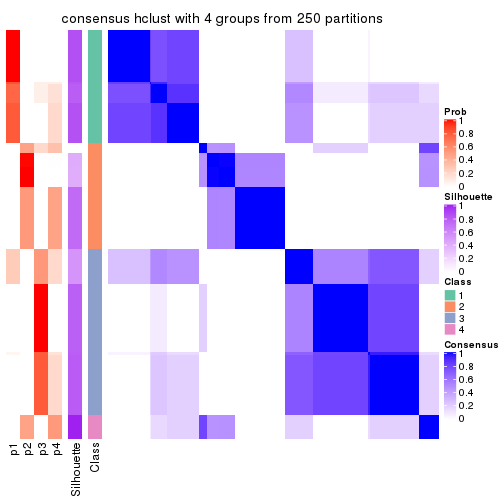 consensus hclust with 4 groups from 250 partitions
Prob
1
0.8
0.6
0.4
0.2
0
Silhouette
1
0.8
0.6
0.4
0.2
0
Class
1
2
3
4
Consensus
1
0.8
0.6
0.4
0.2
0
p1
p2
p3
p4
Silhouette
Class